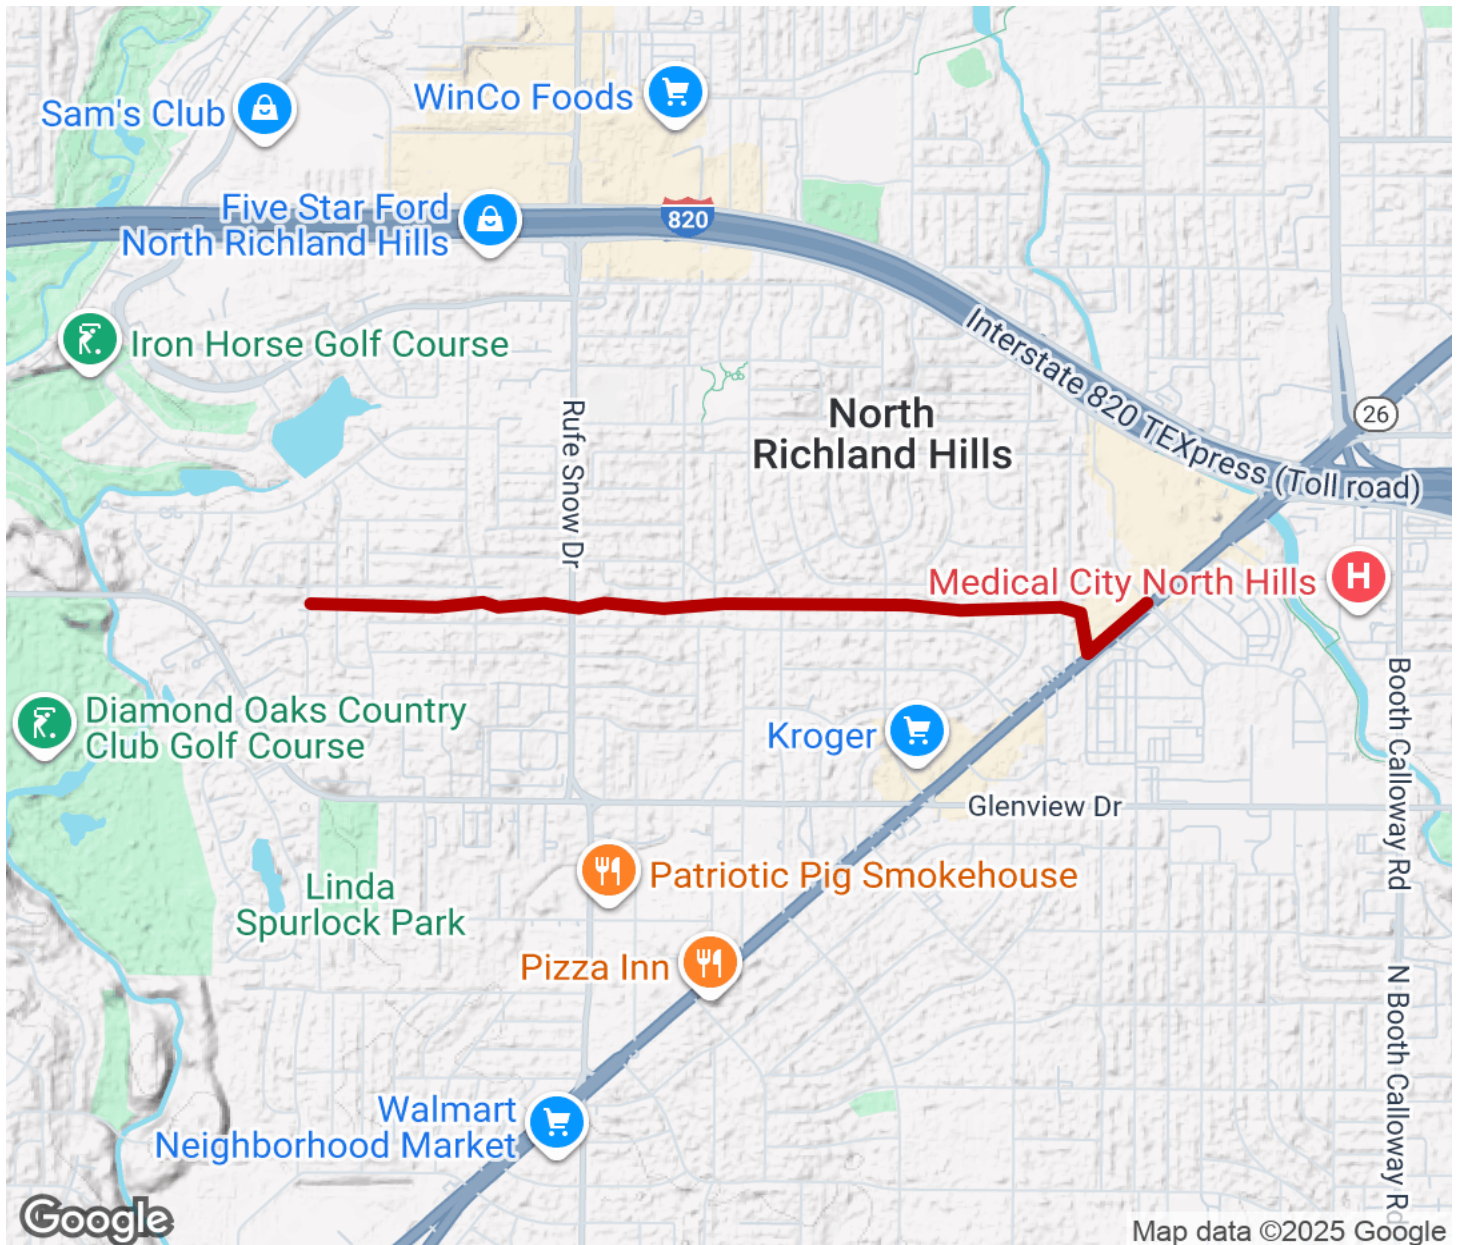 WinCo Foods
Sam's Club
Five Star Ford
North Richland Hills
820
Iron Horse Golf Course
Interstate 820 TEXpress (Toll road)
26
Rufe Snow Dr
North
Richland Hills
Medical City North Hills
H
Diamond Oaks Country
Club Golf Course
Kroger
Booth Calloway Rd
Glenview Dr
Patriotic Pig Smokehouse
Linda
Spurlock Park
Pizza Inn
N Booth Calloway Rd
Walmart
Neighborhood Market
Google
Map data ©2025 Google